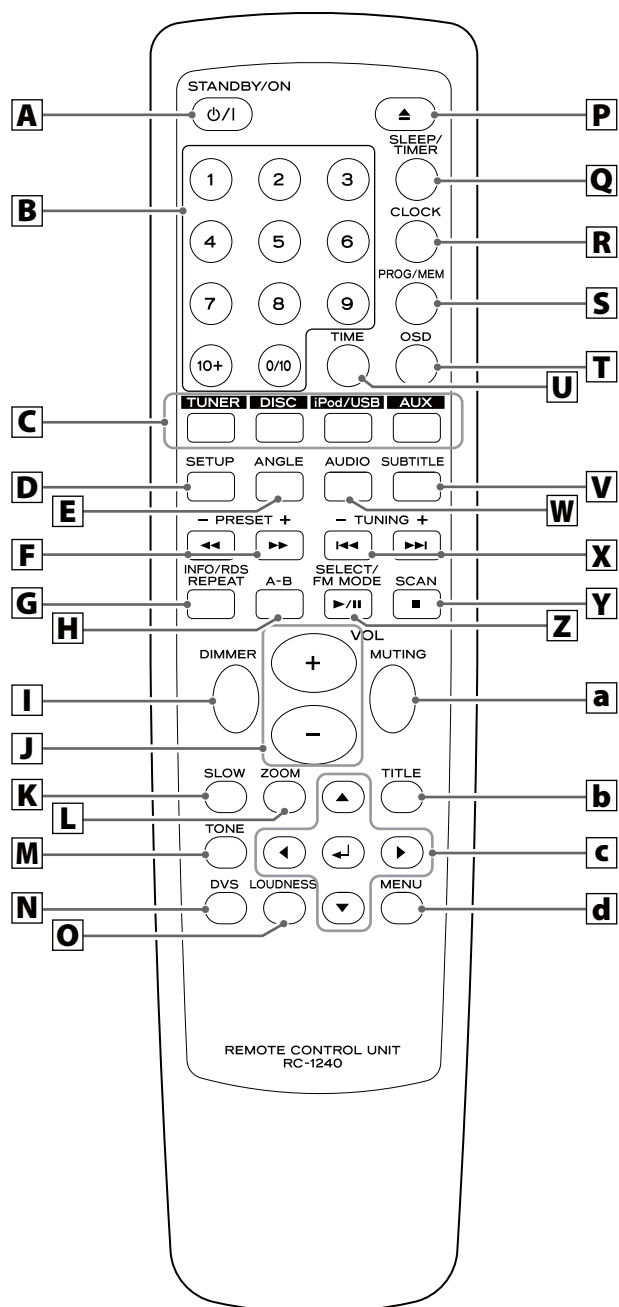 STANDBY/ON
A ⏻/I ⏏ P
SLEEP/
TIMER
1 2 3 Q
B CLOCK
4 5 6 R
PROG/MEM
7 8 9 S
TIME OSD
10+ 0/10 T
U
TUNER DISC iPod/USB AUX
C
SETUP ANGLE AUDIO SUBTITLE
D V
E W
− PRESET + − TUNING +
F ◀◀ ▶▶ I◀◀ ▶▶I X
INFO/RDS SELECT/
REPEAT A-B FM MODE SCAN
G ▶/II ■ Y
H Z
VOL
DIMMER + MUTING
I a
J −
SLOW ZOOM TITLE
K ▲ b
L
TONE
M ◀ ↵ ▶ c
DVS LOUDNESS MENU
N ▼ d
O
REMOTE CONTROL UNIT
RC-1240